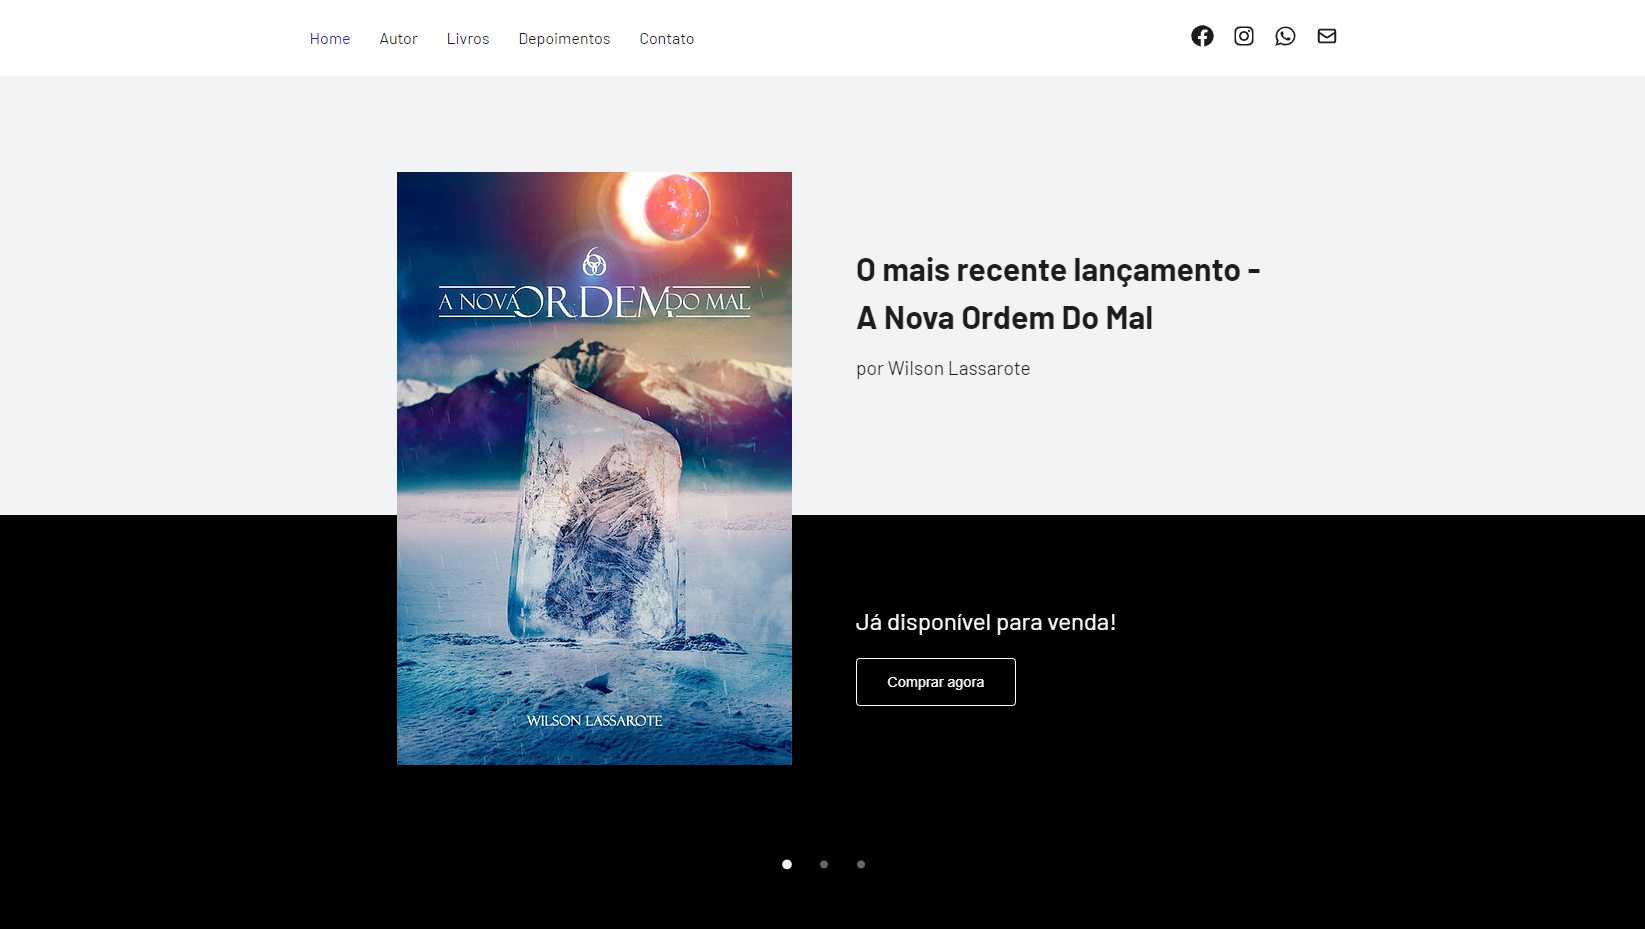 Home Autor Livros Depoimentos Contato
A NOVA ORDEM DO MAL
WILSON LASSAROTE
O mais recente lançamento -
A Nova Ordem Do Mal
por Wilson Lassarote
Já disponível para venda!
Comprar agora